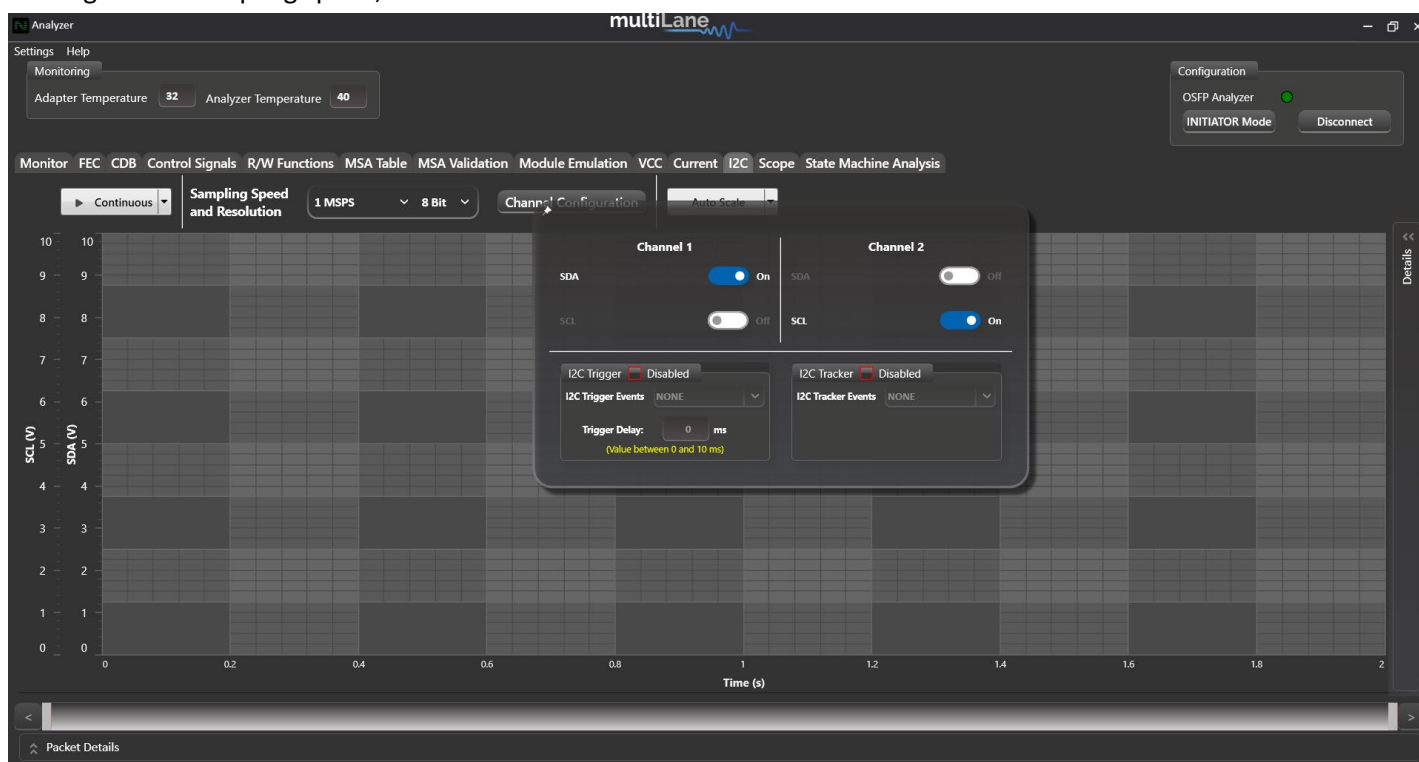 Analyzer
multiLane
Settings Help
Monitoring
Adapter Temperature 32 Analyzer Temperature 40
Configuration
OSFP Analyzer
INITIATOR Mode Disconnect
Monitor FEC CDB Control Signals R/W Functions MSA Table MSA Validation Module Emulation VCC Current I2C Scope State Machine Analysis
Continuous
Sampling Speed
and Resolution
1 MSPS 8 Bit
Channel Configuration
Auto Scale
Channel 1 Channel 2
SDA On SDA Off
SCL Off SCL On
I2C Trigger Disabled I2C Tracker Disabled
I2C Trigger Events NONE I2C Tracker Events NONE
Trigger Delay: 0 ms
(Value between 0 and 10 ms)
<< Details
10 10
9 9
8 8
7 7
6 6
5 5
4 4
3 3
2 2
1 1
0 0
SCL (V)
SDA (V)
0 0.2 0.4 0.6 0.8 1 1.2 1.4 1.6 1.8 2
Time (s)
< >
Packet Details